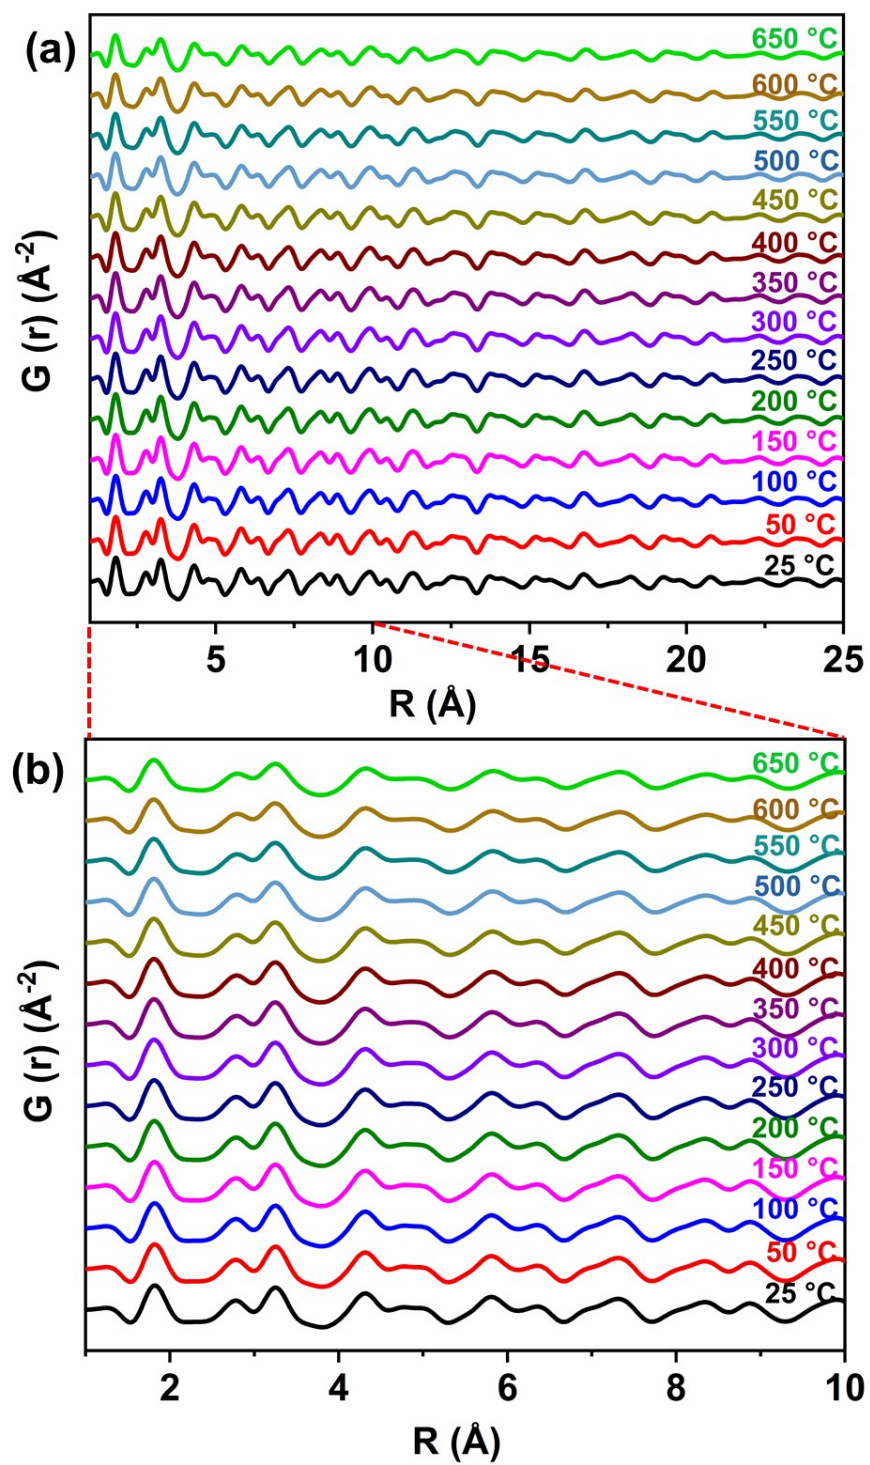 (a)
650 °C
600 °C
550 °C
500 °C
450 °C
400 °C
350 °C
300 °C
250 °C
200 °C
150 °C
100 °C
50 °C
25 °C
G (r) (Å⁻²)
5 10 15 20 25
R (Å)
(b)
650 °C
600 °C
550 °C
500 °C
450 °C
400 °C
350 °C
300 °C
250 °C
200 °C
150 °C
100 °C
50 °C
25 °C
G (r) (Å⁻²)
2 4 6 8 10
R (Å)